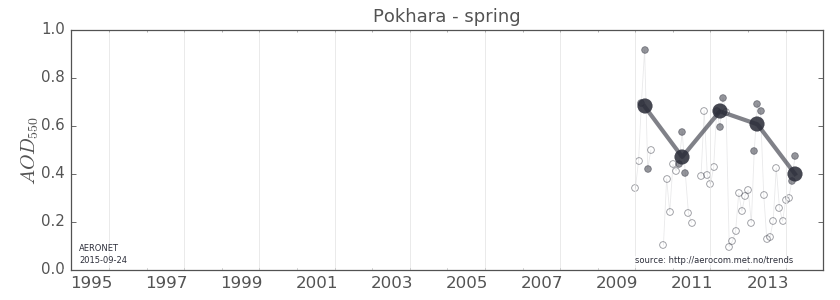 Pokhara - spring
1.0
0.8
0.6
0.4
0.2
0.0
AOD550
AERONET
2015-09-24
source: http://aerocom.met.no/trends
1995 1997 1999 2001 2003 2005 2007 2009 2011 2013